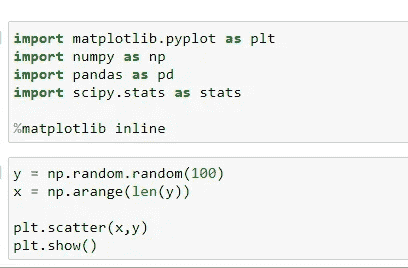 import matplotlib.pyplot as plt
import numpy as np
import pandas as pd
import scipy.stats as stats
%matplotlib inline
y = np.random.random(100)
x = np.arange(len(y))
plt.scatter(x,y)
plt.show()